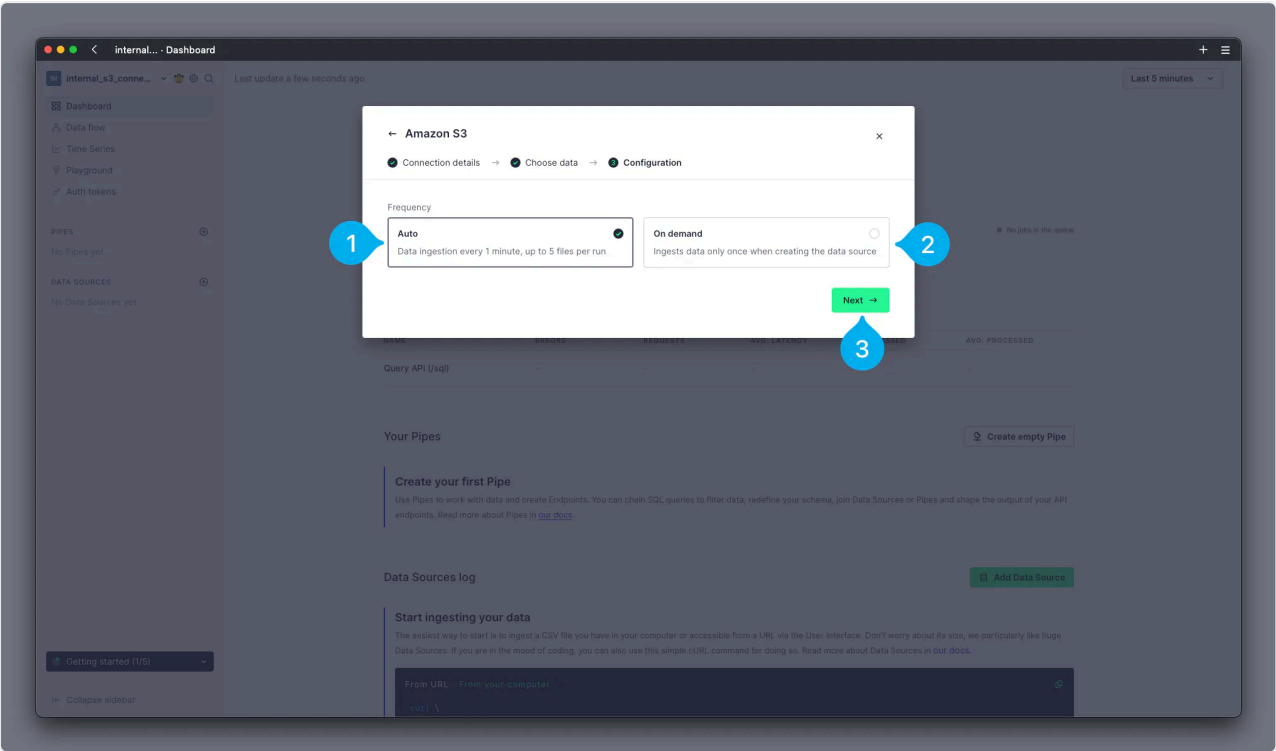 internal... · Dashboard
internal_s3_conne...
Last update a few seconds ago
Last 5 minutes
Dashboard
Data flow
Time Series
Playground
Auth tokens
PIPES
No Pipes yet
DATA SOURCES
No Data Sources yet
Getting started (1/5)
Collapse sidebar
Amazon S3
Connection details → Choose data → 3 Configuration
Frequency
Auto
Data ingestion every 1 minute, up to 5 files per run
On demand
Ingests data only once when creating the data source
1
2
Next →
3
No jobs in the queue
NAME ERRORS REQUESTS AVG. LATENCY AVG. PROCESSED
Query API (/sql)
Your Pipes
Create empty Pipe
Create your first Pipe
Use Pipes to work with data and create Endpoints. You can chain SQL queries to filter data, redefine your schema, join Data Sources or Pipes and shape the output of your API
endpoints. Read more about Pipes in our docs.
Data Sources log
Add Data Source
Start ingesting your data
The easiest way to start is to ingest a CSV file you have in your computer or accessible from a URL via the User Interface. Don't worry about its size, we particularly like huge
Data Sources. If you are in the mood of coding, you can also use this simple cURL command for doing so. Read more about Data Sources in our docs.
From URL From your computer
curl \